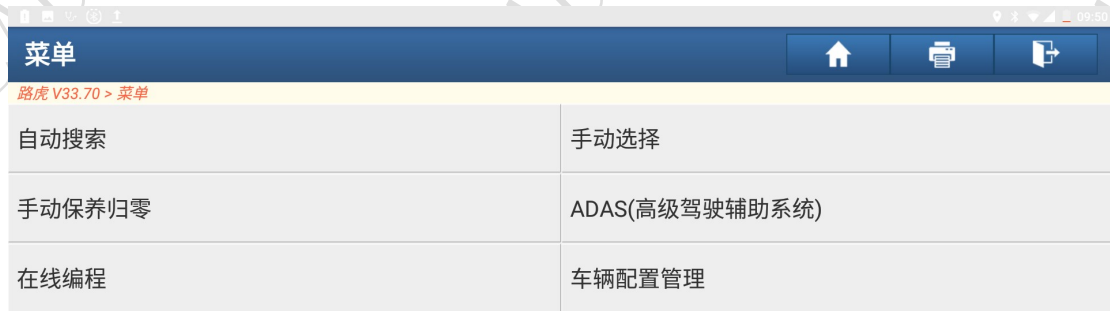 09:50
菜单
路虎 V33.70 > 菜单
自动搜索
手动选择
手动保养归零
ADAS(高级驾驶辅助系统)
在线编程
车辆配置管理